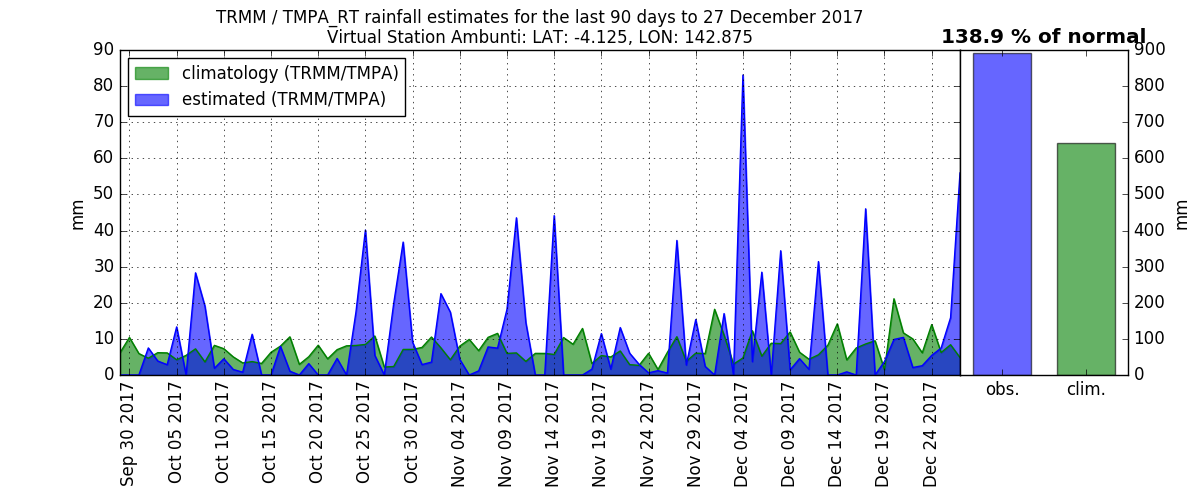 TRMM / TMPA_RT rainfall estimates for the last 90 days to 27 December 2017
Virtual Station Ambunti: LAT: -4.125, LON: 142.875
138.9 % of normal
climatology (TRMM/TMPA)
estimated (TRMM/TMPA)
mm
90
80
70
60
50
40
30
20
10
0
900
800
700
600
500
400
300
200
100
0
mm
Sep 30 2017
Oct 05 2017
Oct 10 2017
Oct 15 2017
Oct 20 2017
Oct 25 2017
Oct 30 2017
Nov 04 2017
Nov 09 2017
Nov 14 2017
Nov 19 2017
Nov 24 2017
Nov 29 2017
Dec 04 2017
Dec 09 2017
Dec 14 2017
Dec 19 2017
Dec 24 2017
obs.
clim.